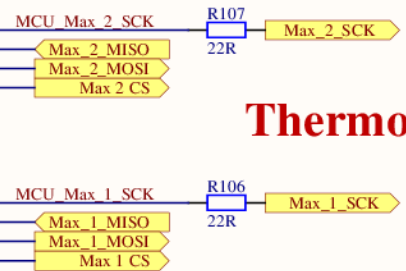 MCU_Max_2_SCK R107 Max_2_SCK
22R
Max_2_MISO
Max_2_MOSI
Max 2 CS
Thermo
MCU_Max_1_SCK R106 Max_1_SCK
22R
Max_1_MISO
Max_1_MOSI
Max 1 CS